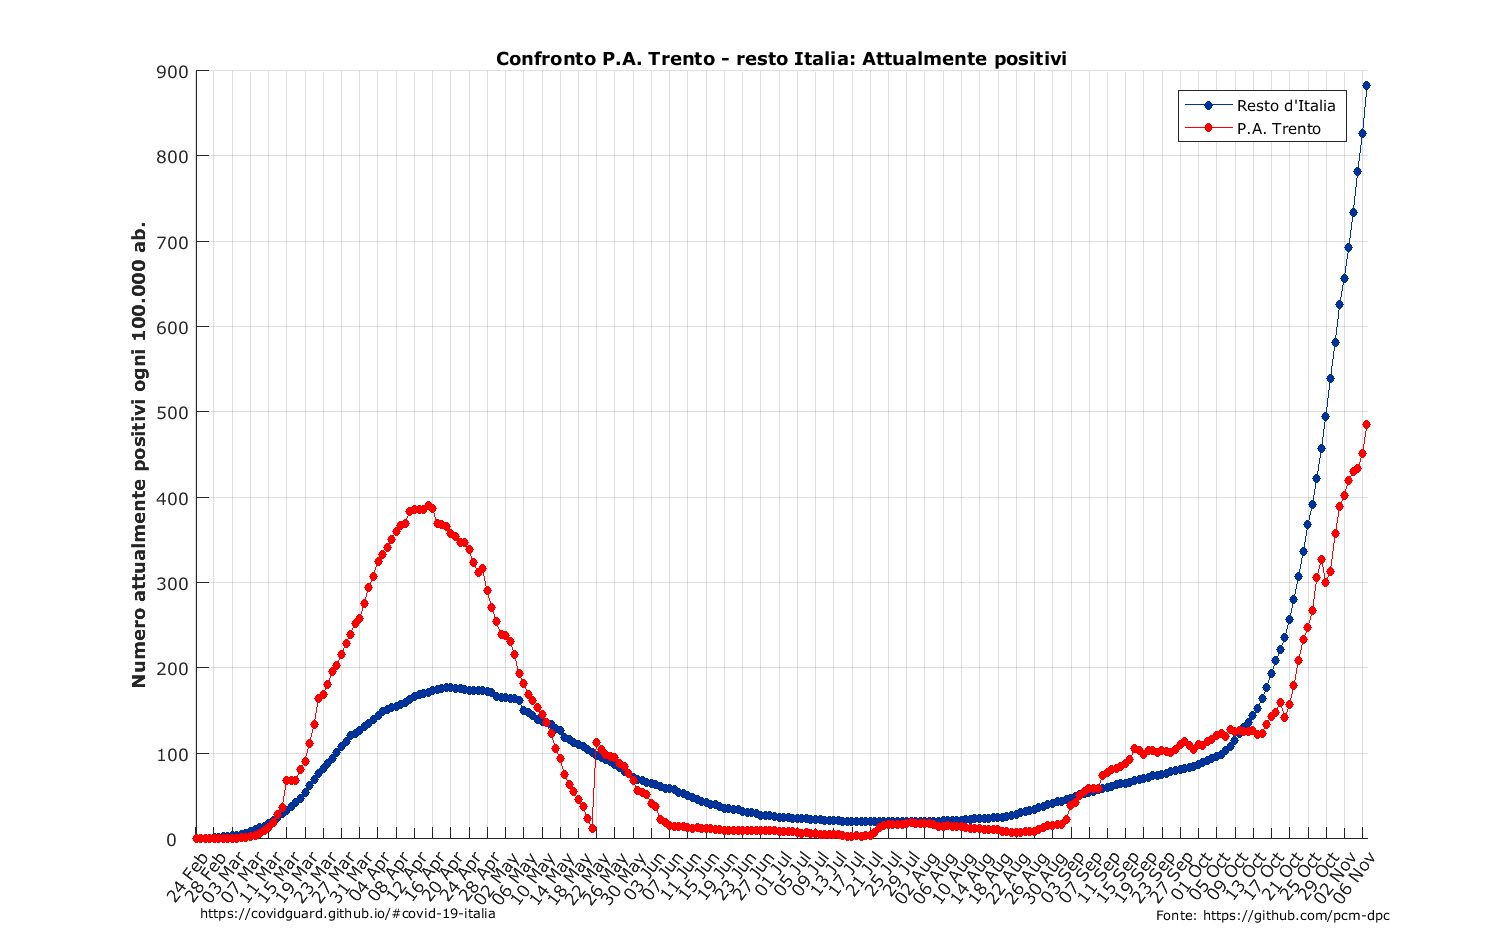 Confronto P.A. Trento - resto Italia: Attualmente positivi
Resto d'Italia
P.A. Trento
Numero attualmente positivi ogni 100.000 ab.
900
800
700
600
500
400
300
200
100
0
24 Feb
28 Feb
03 Mar
07 Mar
11 Mar
15 Mar
19 Mar
23 Mar
27 Mar
31 Mar
04 Apr
08 Apr
12 Apr
16 Apr
20 Apr
24 Apr
28 Apr
02 May
06 May
10 May
14 May
18 May
22 May
26 May
30 May
03 Jun
07 Jun
11 Jun
15 Jun
19 Jun
23 Jun
27 Jun
01 Jul
05 Jul
09 Jul
13 Jul
17 Jul
21 Jul
25 Jul
29 Jul
02 Aug
06 Aug
10 Aug
14 Aug
18 Aug
22 Aug
26 Aug
30 Aug
03 Sep
07 Sep
11 Sep
15 Sep
19 Sep
23 Sep
27 Sep
01 Oct
05 Oct
09 Oct
13 Oct
17 Oct
21 Oct
25 Oct
29 Oct
02 Nov
06 Nov
https://covidguard.github.io/#covid-19-italia
Fonte: https://github.com/pcm-dpc